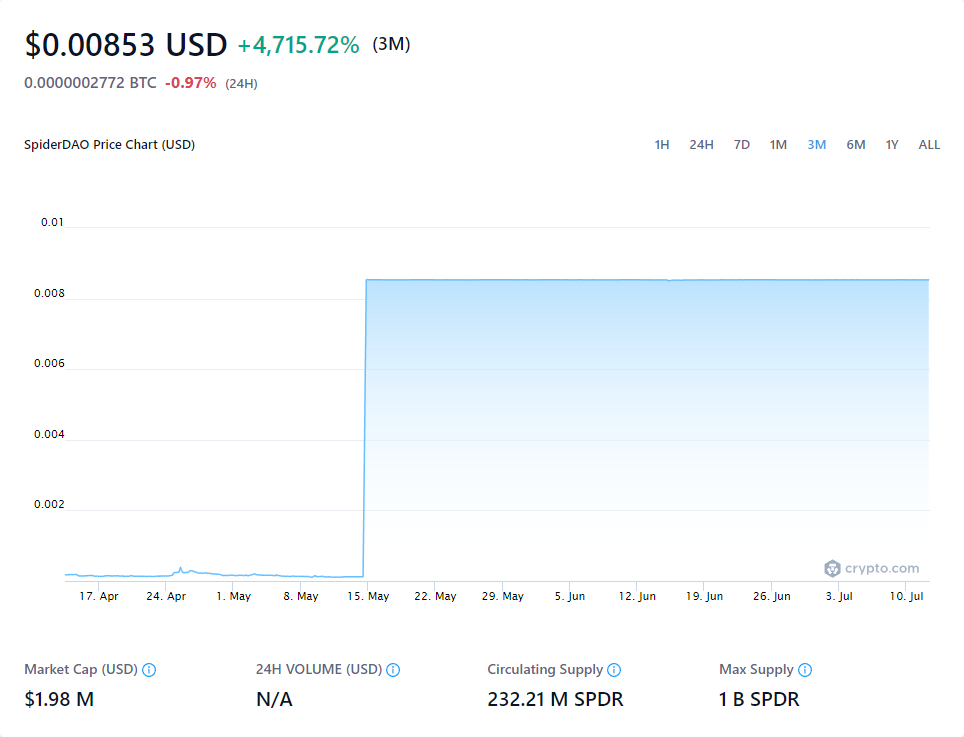 $0.00853 USD +4,715.72% (3M)
0.0000002772 BTC -0.97% (24H)
SpiderDAO Price Chart (USD) 1H 24H 7D 1M 3M 6M 1Y ALL
0.01
0.008
0.006
0.004
0.002
crypto.com
17. Apr 24. Apr 1. May 8. May 15. May 22. May 29. May 5. Jun 12. Jun 19. Jun 26. Jun 3. Jul 10. Jul
Market Cap (USD) 24H VOLUME (USD) Circulating Supply Max Supply
$1.98 M N/A 232.21 M SPDR 1 B SPDR